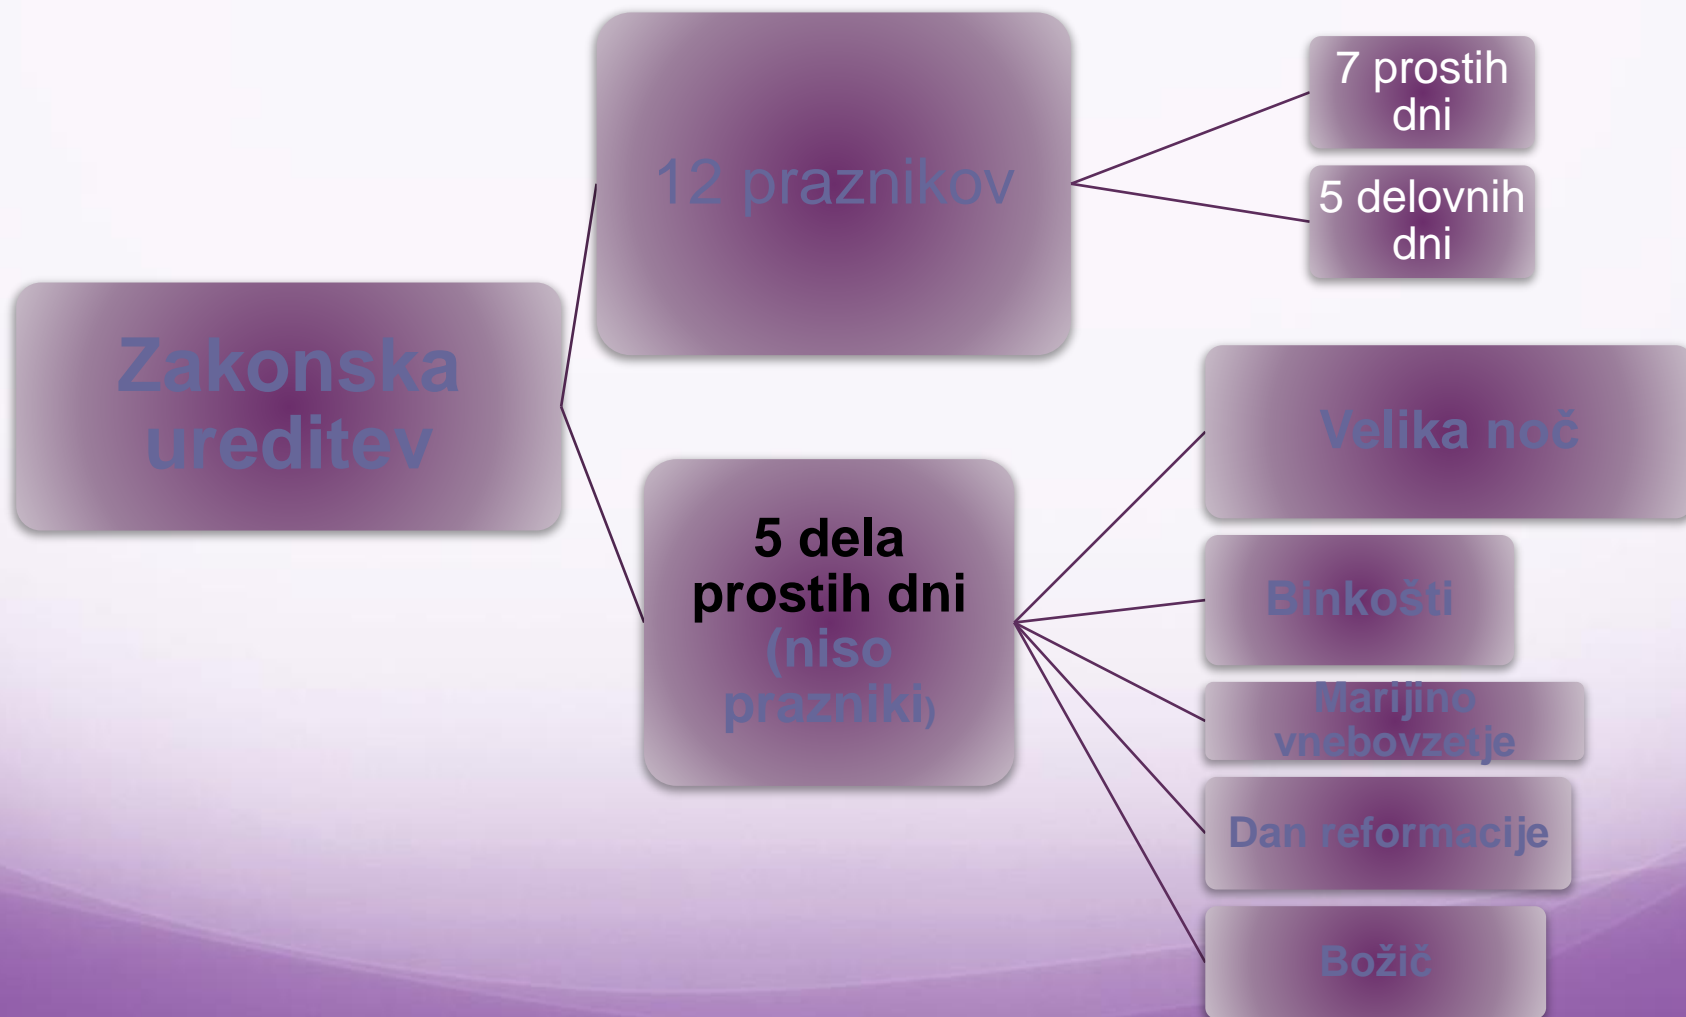 Zakonska
ureditev
12 praznikov
7 prostih
dni
5 delovnih
dni
5 dela
prostih dni
(niso
prazniki)
Velika noč
Binkošti
Marijino
vnebovzetje
Dan reformacije
Božič